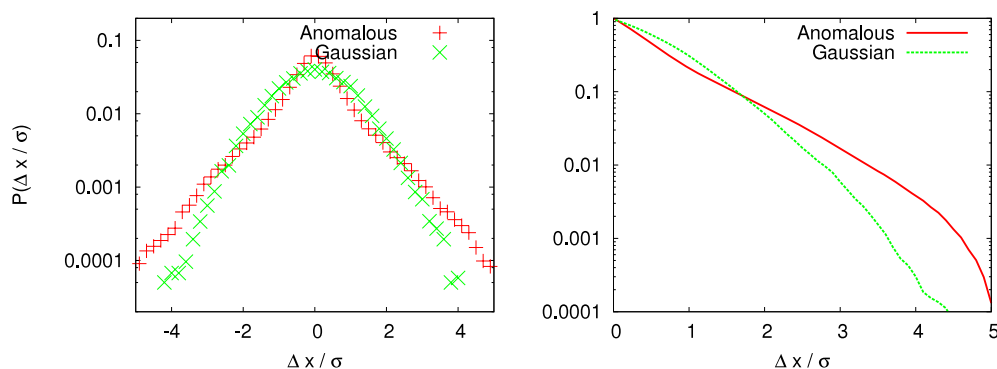 Anomalous
Gaussian
0.1
0.01
0.001
0.0001
P(Δ x / σ)
-4
-2
0
2
4
Δ x / σ
Anomalous
Gaussian
1
0.1
0.01
0.001
0.0001
0
1
2
3
4
5
Δ x / σ